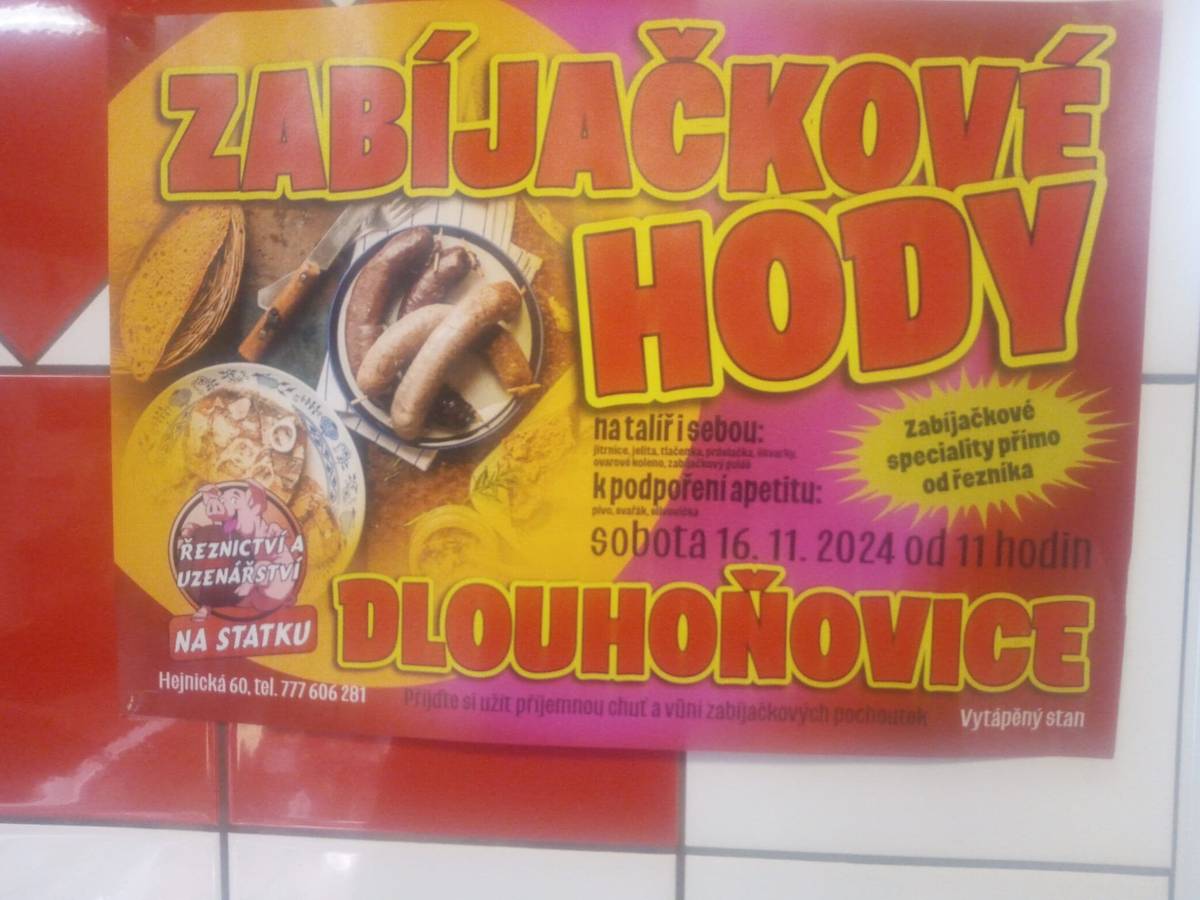 ZABÍJAČKOVÉ
HODY
na talíř i sebou:
jitrnice, jelita, tlačenka, prdelačka, škvarky,
ovarové koleno, zabijačkový guláš
k podpoření apetitu:
pivo, svařák, slivovička
Zabíjačkové
speciality přímo
od řezníka
sobota 16. 11. 2024 od 11 hodin
DLOUHOŇOVICE
ŘEZNICTVÍ A
UZENÁŘSTVÍ
NA STATKU
Hejnická 60, tel. 777 606 281
Přijďte si užít příjemnou chuť a vůni zabíjačkových pochoutek
Vytápěný stan